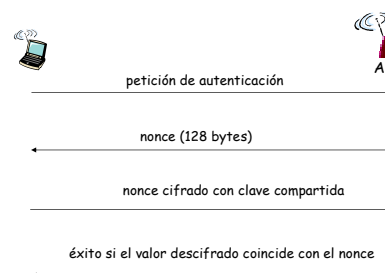 A
petición de autenticación
nonce (128 bytes)
nonce cifrado con clave compartida
éxito si el valor descifrado coincide con el nonce